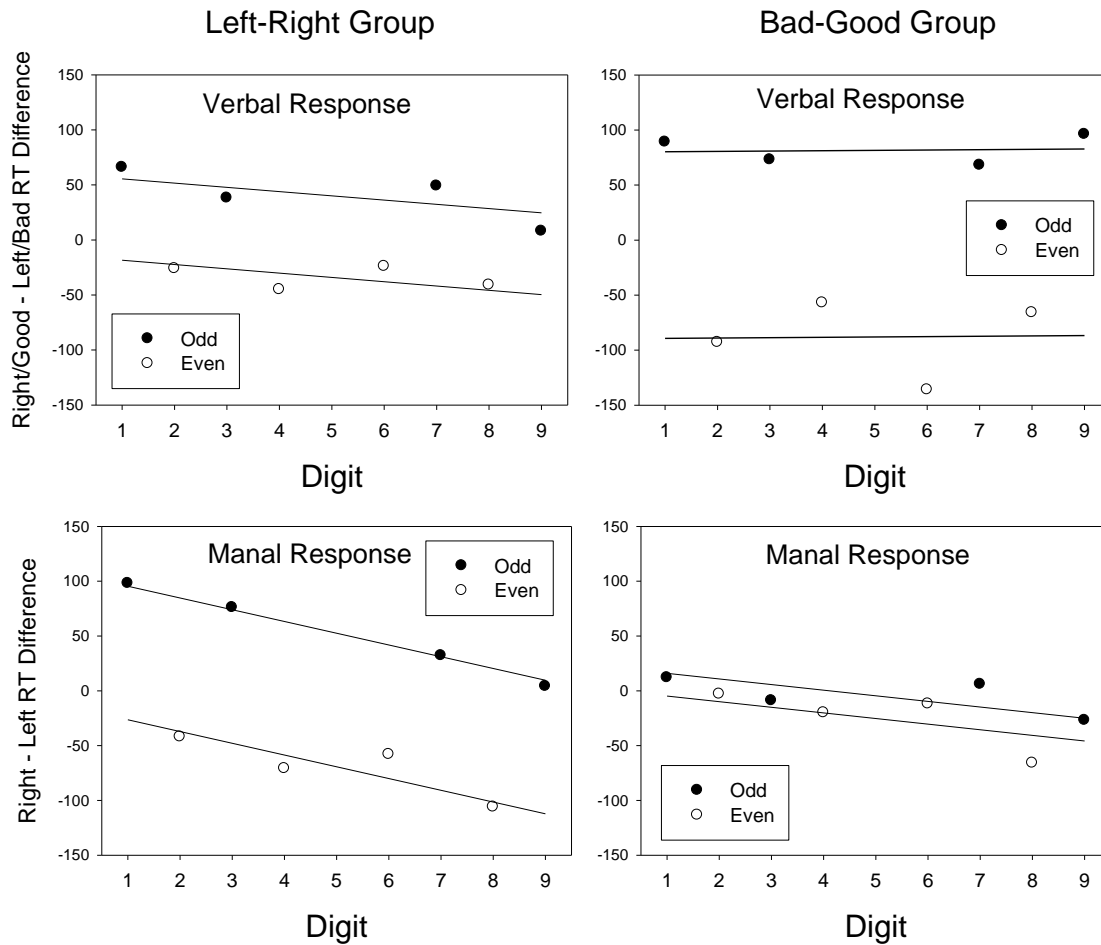 Left-Right Group
Bad-Good Group
Right/Good - Left/Bad RT Difference
150
100
50
0
-50
-100
-150
Verbal Response
Odd
Even
1 2 3 4 5 6 7 8 9
Digit
150
100
50
0
-50
-100
-150
Verbal Response
Odd
Even
1 2 3 4 5 6 7 8 9
Digit
Right - Left RT Difference
150
100
50
0
-50
-100
-150
Manal Response
Odd
Even
1 2 3 4 5 6 7 8 9
Digit
150
100
50
0
-50
-100
-150
Manal Response
Odd
Even
1 2 3 4 5 6 7 8 9
Digit